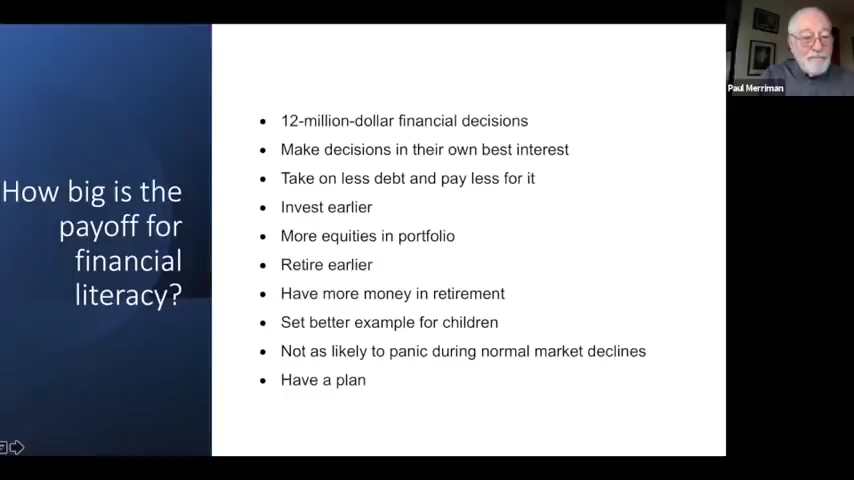 How big is the
payoff for
financial
literacy?
12-million-dollar financial decisions
Make decisions in their own best interest
Take on less debt and pay less for it
Invest earlier
More equities in portfolio
Retire earlier
Have more money in retirement
Set better example for children
Not as likely to panic during normal market declines
Have a plan
Paul Merriman